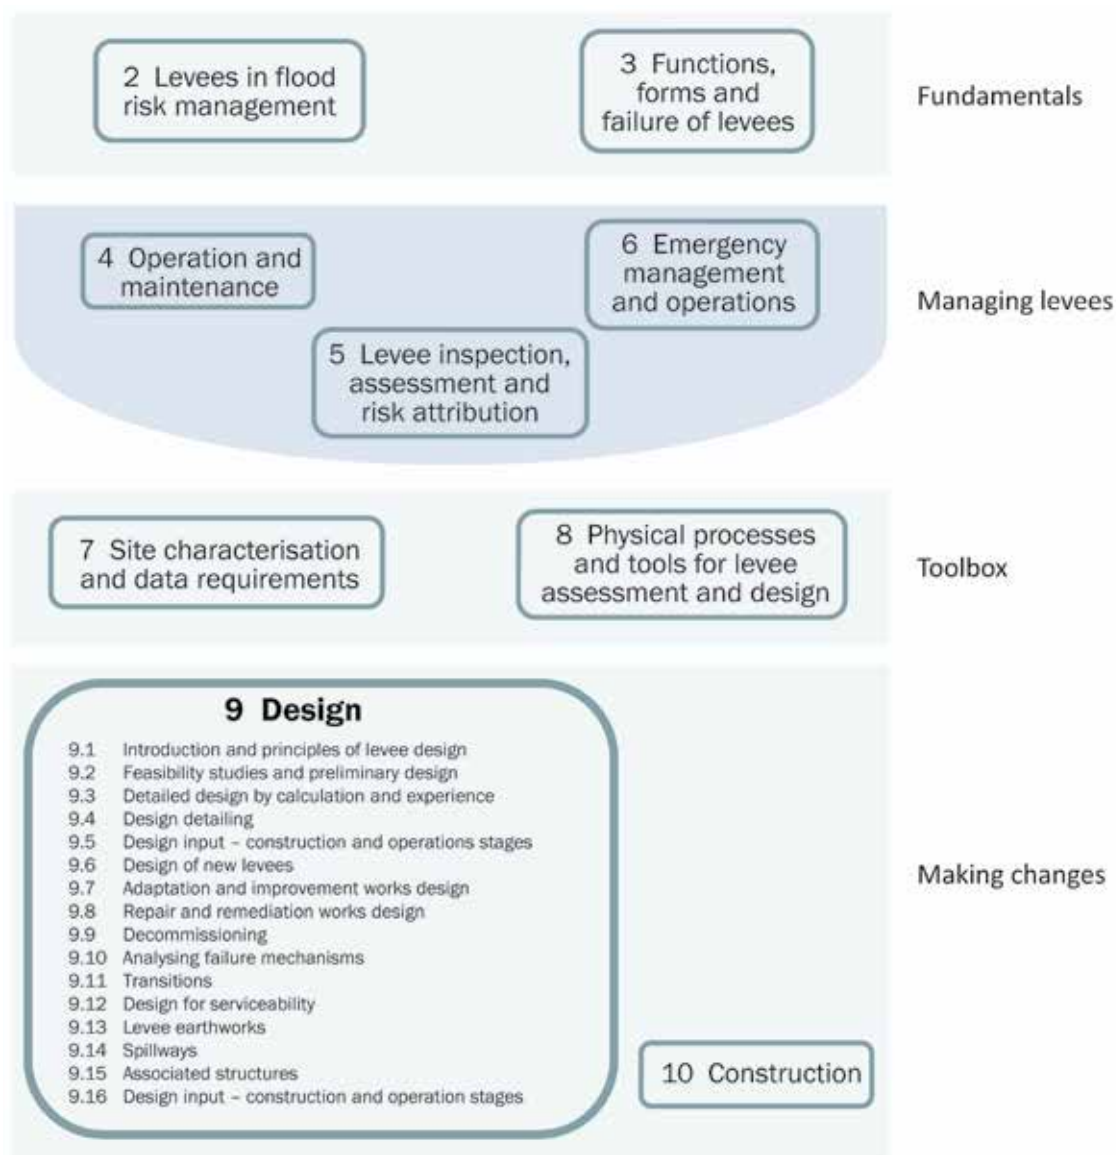 2 Levees in flood
risk management
3 Functions,
forms and
failure of levees
Fundamentals
4 Operation and
maintenance
6 Emergency
management
and operations
5 Levee inspection,
assessment and
risk attribution
Managing levees
7 Site characterisation
and data requirements
8 Physical processes
and tools for levee
assessment and design
Toolbox
9 Design
9.1 Introduction and principles of levee design
9.2 Feasibility studies and preliminary design
9.3 Detailed design by calculation and experience
9.4 Design detailing
9.5 Design input – construction and operations stages
9.6 Design of new levees
9.7 Adaptation and improvement works design
9.8 Repair and remediation works design
9.9 Decommissioning
9.10 Analysing failure mechanisms
9.11 Transitions
9.12 Design for serviceability
9.13 Levee earthworks
9.14 Spillways
9.15 Associated structures
9.16 Design input – construction and operation stages
10 Construction
Making changes